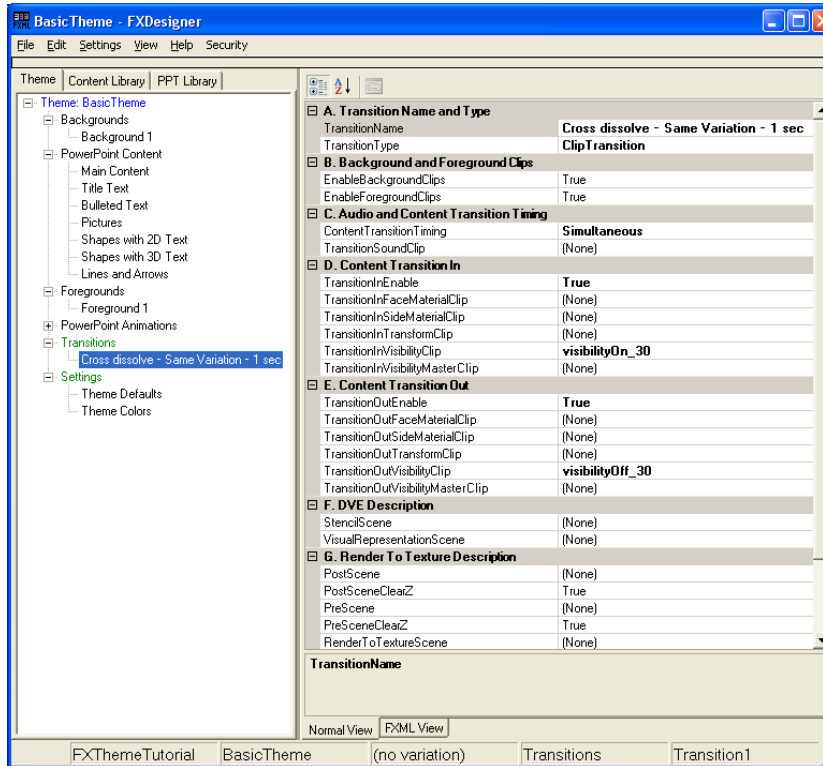 BasicTheme - FXDesigner
File Edit Settings View Help Security
Theme Content Library PPT Library
Theme: BasicTheme
Backgrounds
Background 1
PowerPoint Content
Main Content
Title Text
Bulleted Text
Pictures
Shapes with 2D Text
Shapes with 3D Text
Lines and Arrows
Foregrounds
Foreground 1
PowerPoint Animations
Transitions
Cross dissolve - Same Variation - 1 sec
Settings
Theme Defaults
Theme Colors
A. Transition Name and Type
TransitionName Cross dissolve - Same Variation - 1 sec
TransitionType ClipTransition
B. Background and Foreground Clips
EnableBackgroundClips True
EnableForegroundClips True
C. Audio and Content Transition Timing
ContentTransitionTiming Simultaneous
TransitionSoundClip (None)
D. Content Transition In
TransitionInEnable True
TransitionInFaceMaterialClip (None)
TransitionInSideMaterialClip (None)
TransitionInTransformClip (None)
TransitionInVisibilityClip visibilityOn_30
TransitionInVisibilityMasterClip (None)
E. Content Transition Out
TransitionOutEnable True
TransitionOutFaceMaterialClip (None)
TransitionOutSideMaterialClip (None)
TransitionOutTransformClip (None)
TransitionOutVisibilityClip visibilityOff_30
TransitionOutVisibilityMasterClip (None)
F. DVE Description
StencilScene (None)
VisualRepresentationScene (None)
G. Render To Texture Description
PostScene (None)
PostSceneClearZ True
PreScene (None)
PreSceneClearZ True
RenderToTextureScene (None)
TransitionName
Normal View FXML View
FXThemeTutorial BasicTheme (no variation) Transitions Transition1